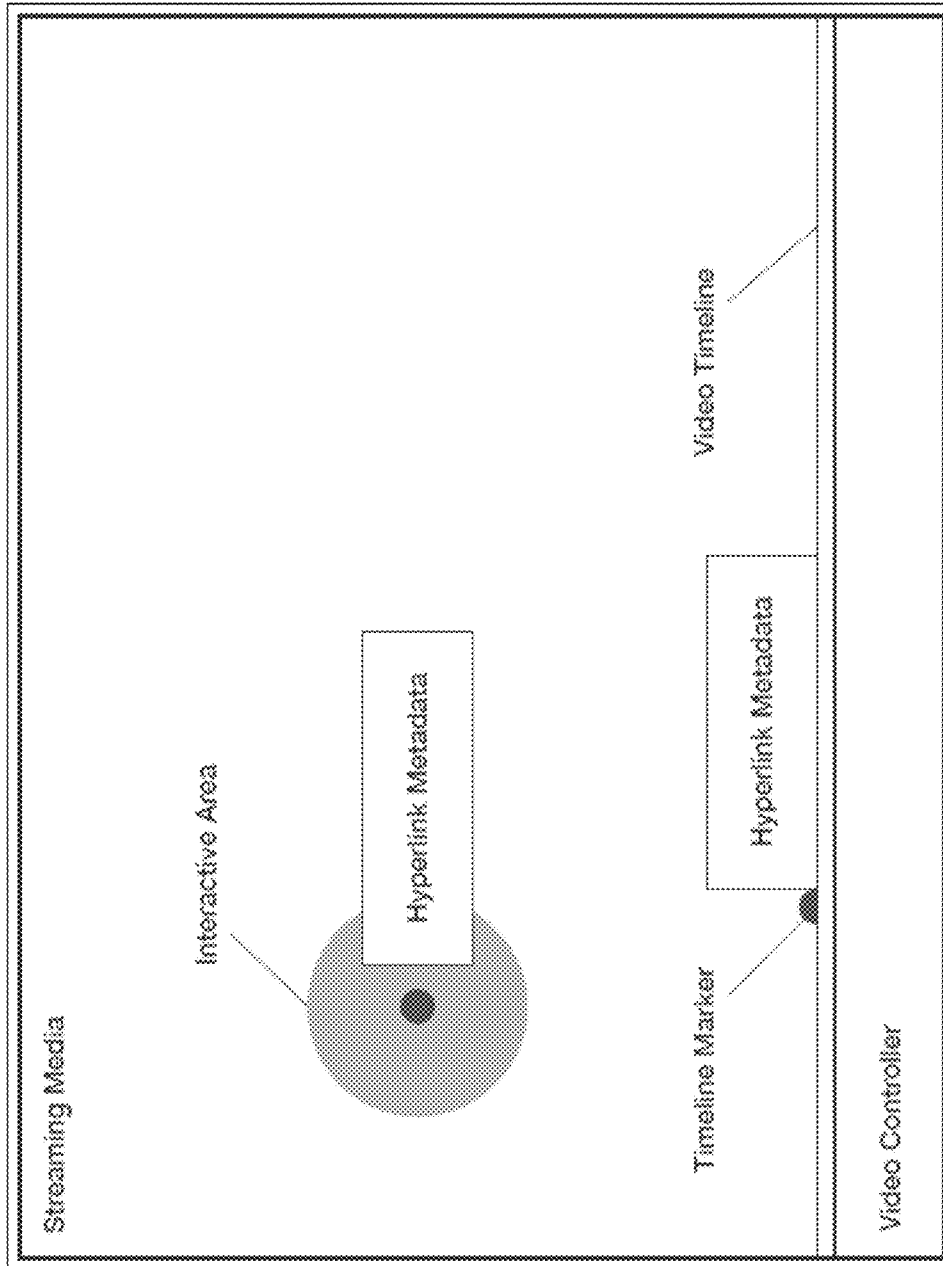 Streaming Media
Interactive Area
Hyperlink Metadata
Timeline Marker
Hyperlink Metadata
Video Timeline
Video Controller